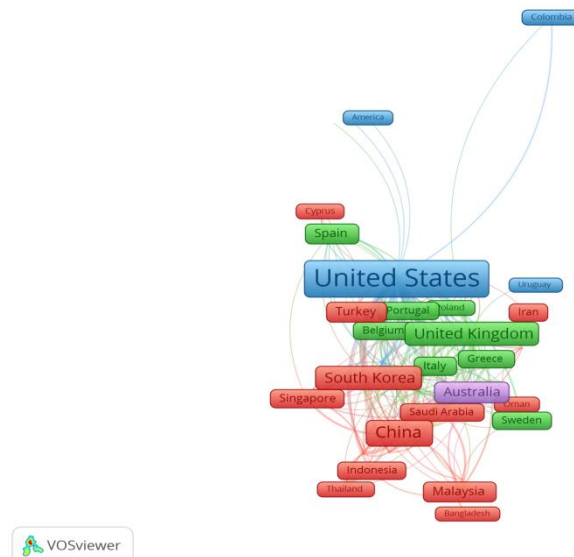 Colombia
America
Cyprus
Spain
United States
Uruguay
Turkey
Portugal
Poland
Iran
Belgium
United Kingdom
Italy
Greece
South Korea
Australia
Singapore
Oman
Saudi Arabia
Sweden
China
Indonesia
Thailand
Malaysia
Bangladesh
VOSviewer